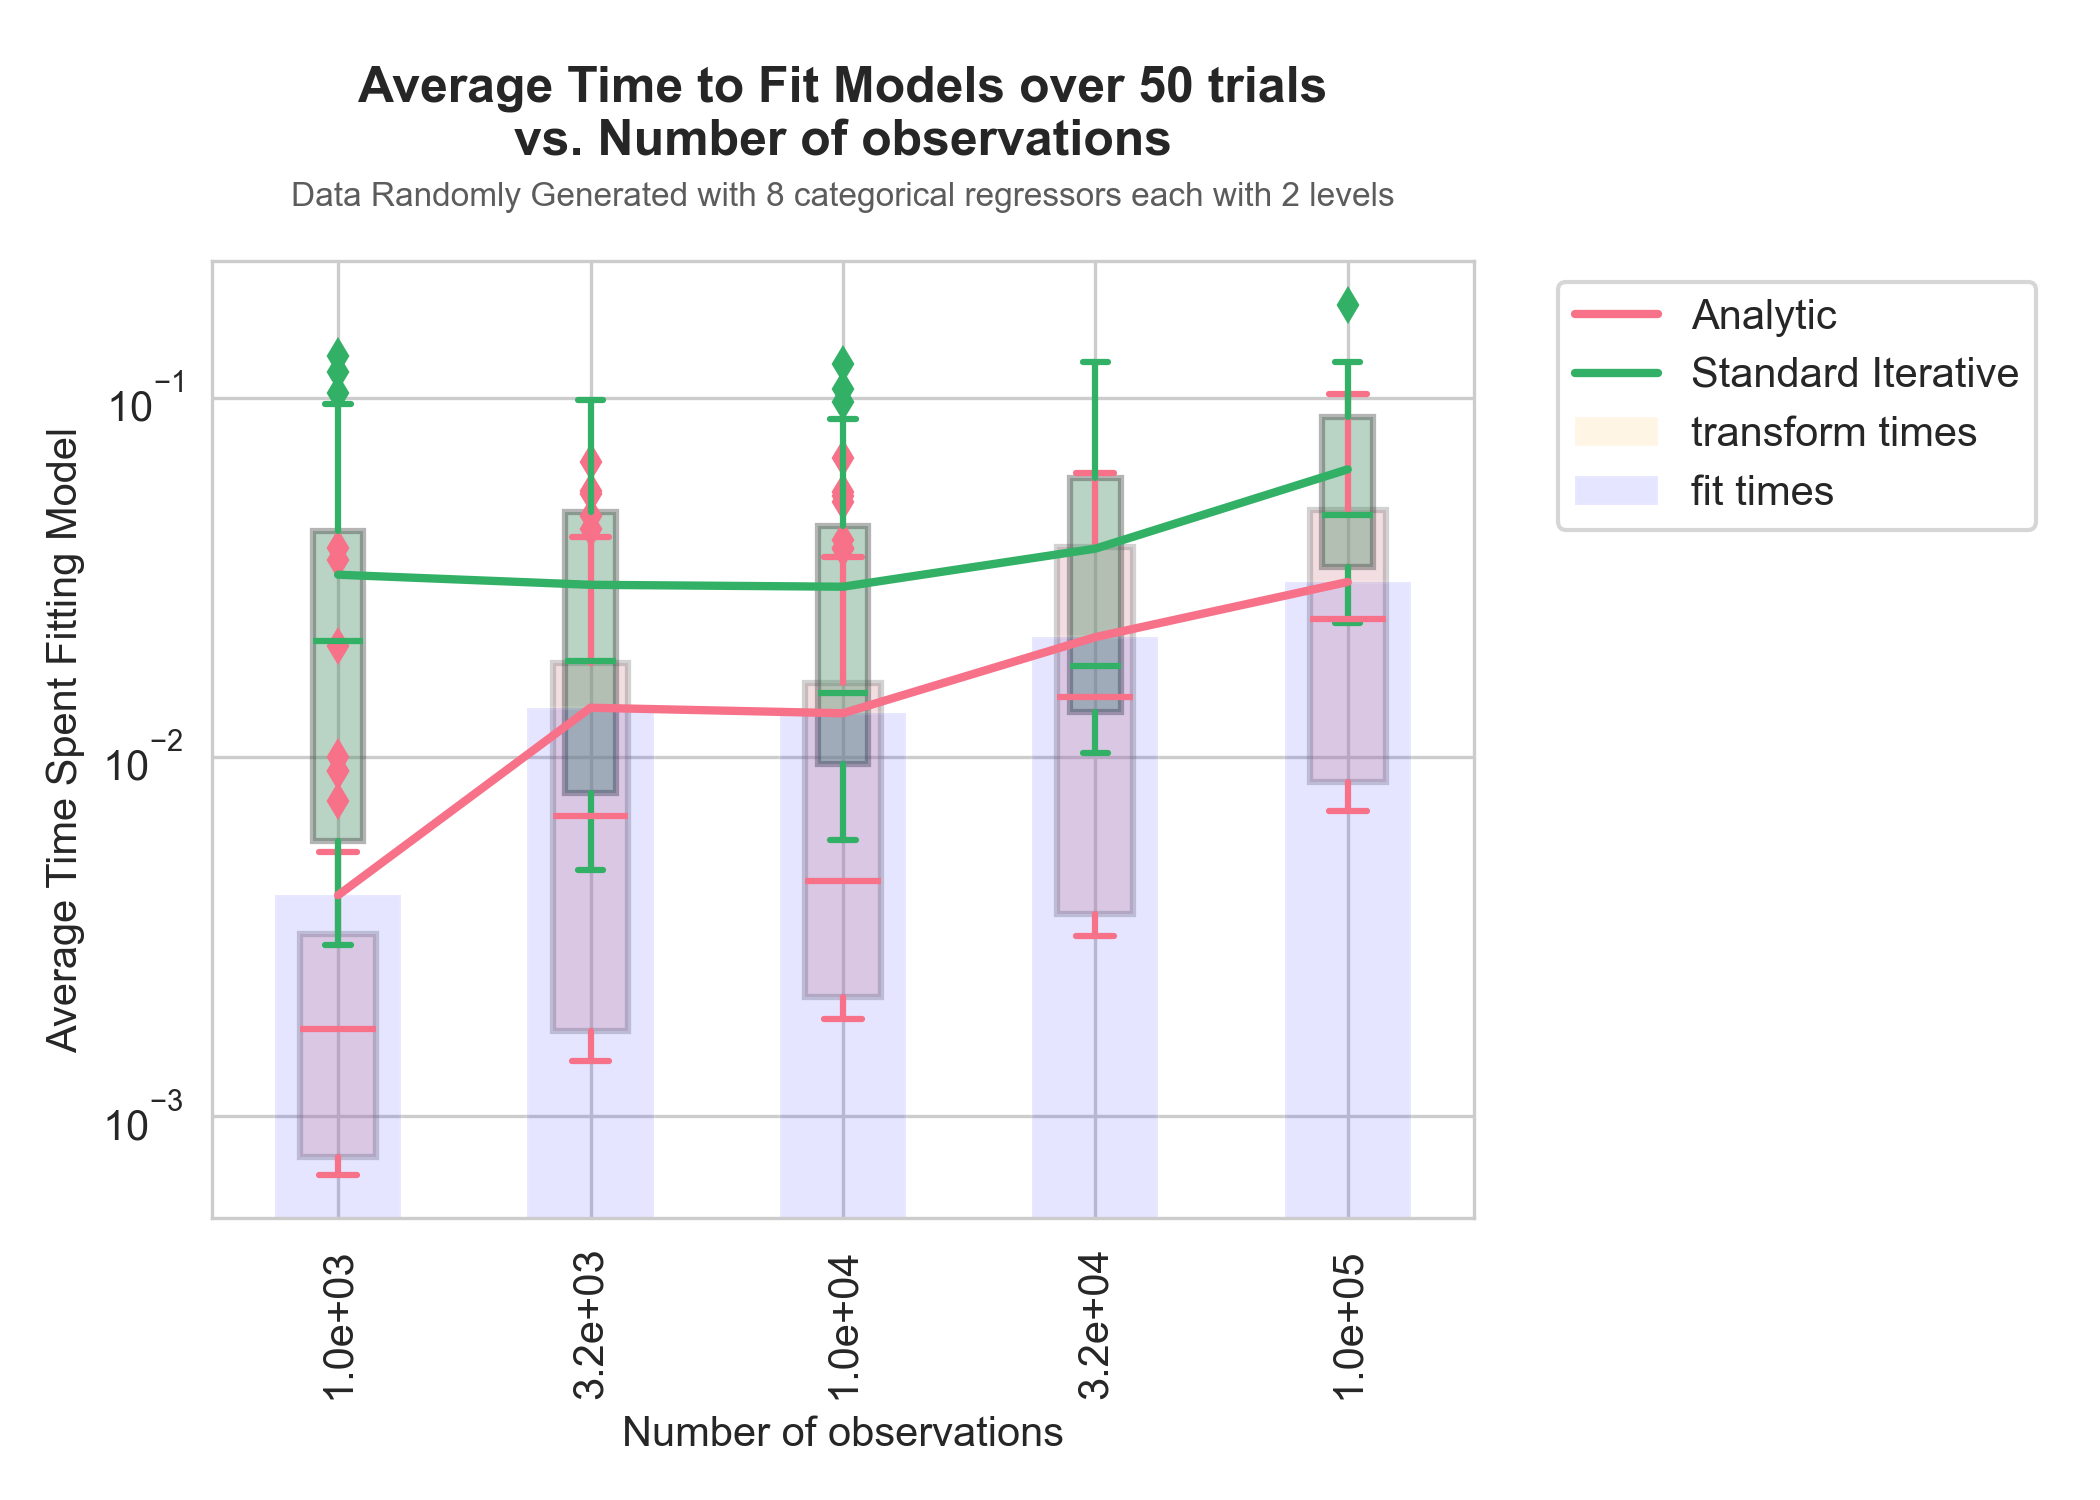 Average Time to Fit Models over 50 trials
vs. Number of observations
Data Randomly Generated with 8 categorical regressors each with 2 levels
Average Time Spent Fitting Model
10⁻¹
10⁻²
10⁻³
1.0e+03
3.2e+03
1.0e+04
3.2e+04
1.0e+05
Number of observations
Analytic
Standard Iterative
transform times
fit times